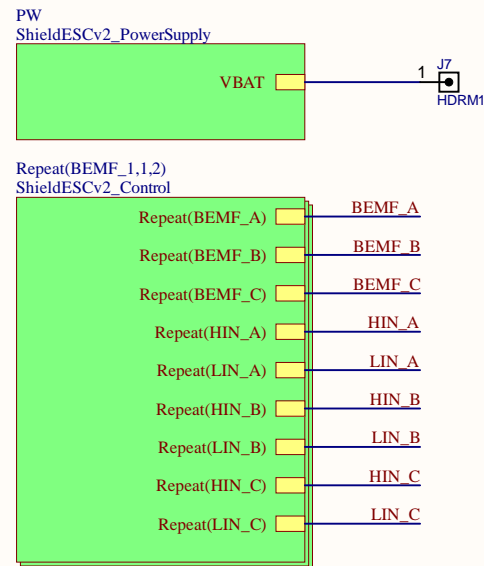 PW
ShieldESCv2_PowerSupply
VBAT
1
J7
HDRM1
Repeat(BEMF_1,1,2)
ShieldESCv2_Control
Repeat(BEMF_A) BEMF_A
Repeat(BEMF_B) BEMF_B
Repeat(BEMF_C) BEMF_C
Repeat(HIN_A) HIN_A
Repeat(LIN_A) LIN_A
Repeat(HIN_B) HIN_B
Repeat(LIN_B) LIN_B
Repeat(HIN_C) HIN_C
Repeat(LIN_C) LIN_C